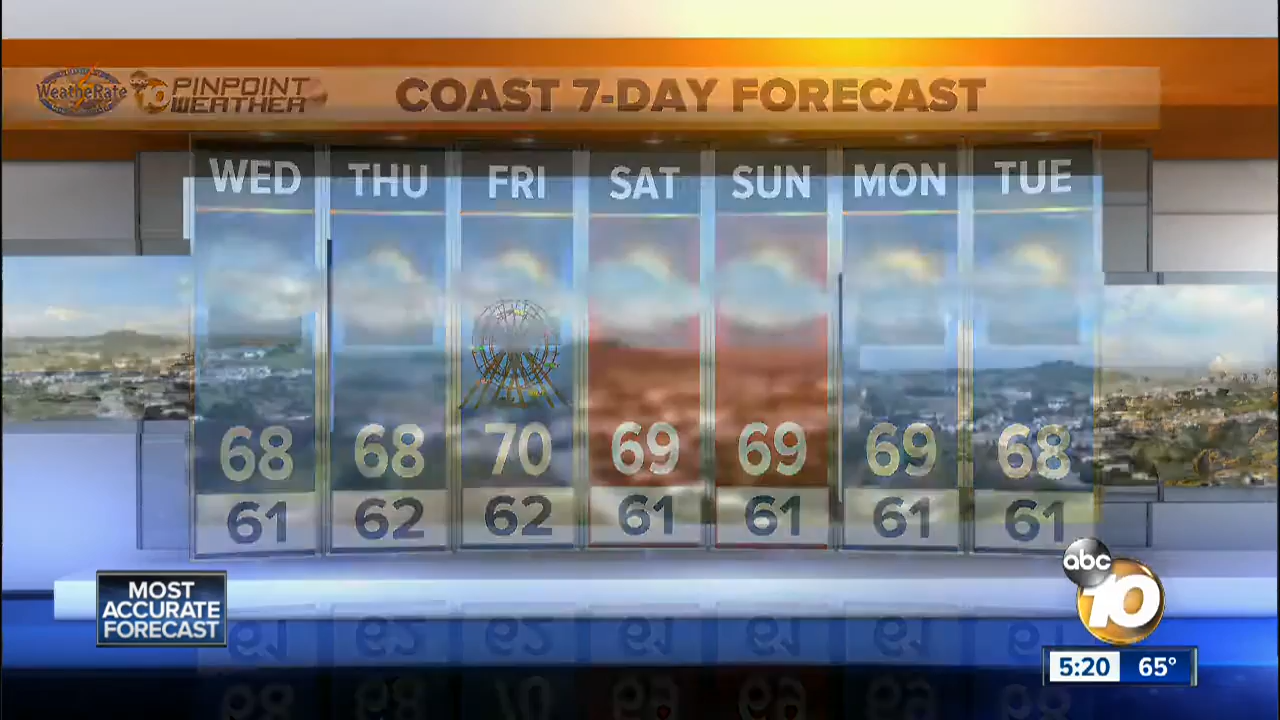 WeatheRate
10 PINPOINT WEATHER
COAST 7-DAY FORECAST
WED THU FRI SAT SUN MON TUE
68 68 70 69 69 69 68
61 62 62 61 61 61 61
MOST
ACCURATE
FORECAST
abc
10
5:20 65°